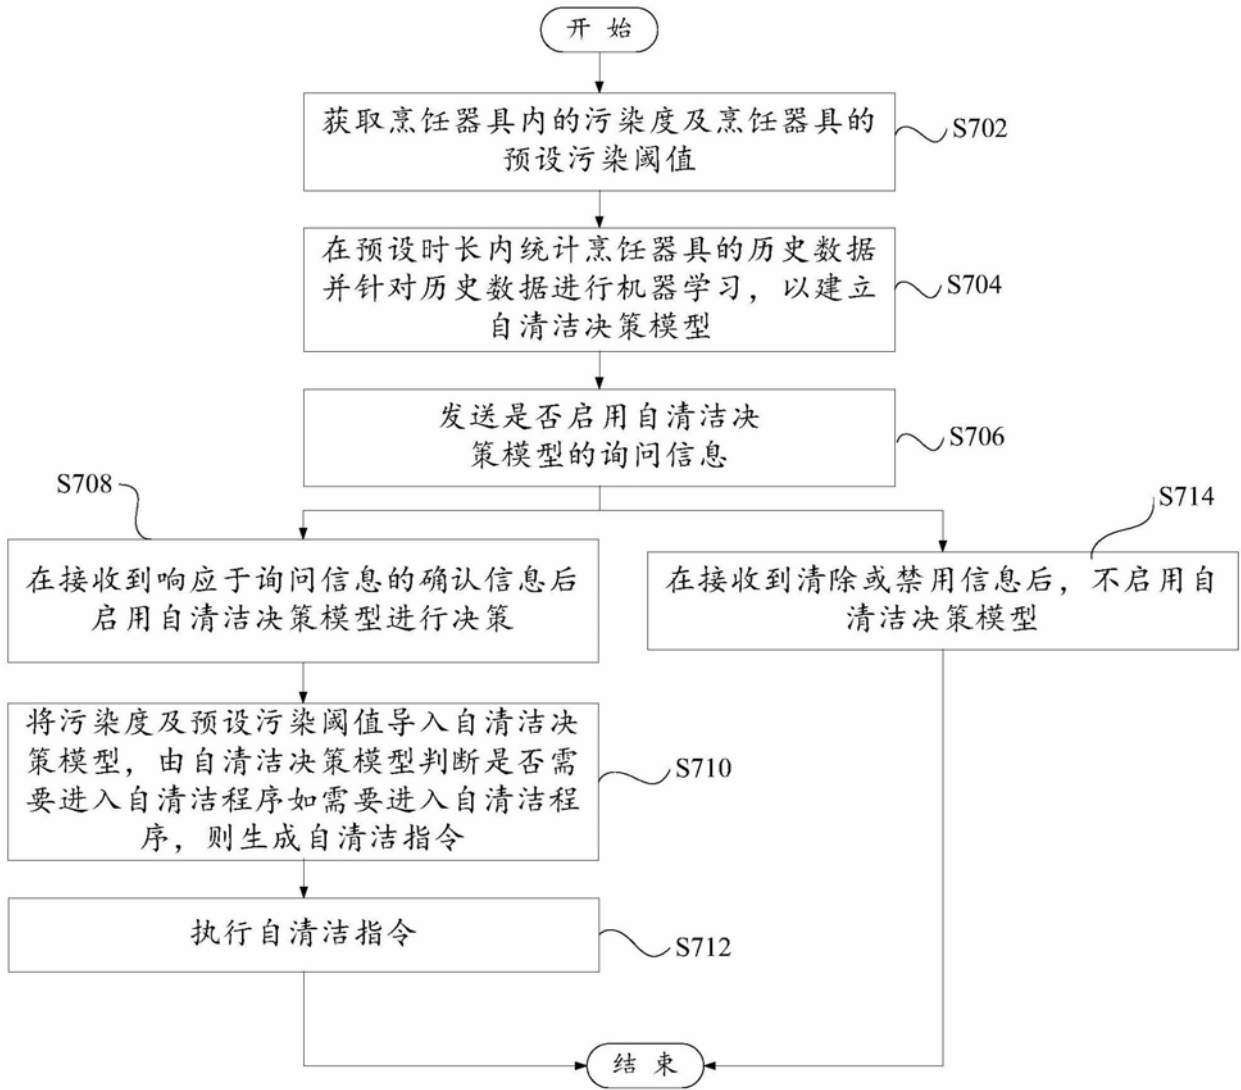 开 始
获取烹饪器具内的污染度及烹饪器具的
预设污染阈值
S702
在预设时长内统计烹饪器具的历史数据
并针对历史数据进行机器学习，以建立
自清洁决策模型
S704
发送是否启用自清洁决
策模型的询问信息
S706
S708
在接收到响应于询问信息的确认信息后
启用自清洁决策模型进行决策
S714
在接收到清除或禁用信息后，不启用自
清洁决策模型
将污染度及预设污染阈值导入自清洁决
策模型，由自清洁决策模型判断是否需
要进入自清洁程序如需要进入自清洁程
序，则生成自清洁指令
S710
执行自清洁指令
S712
结 束